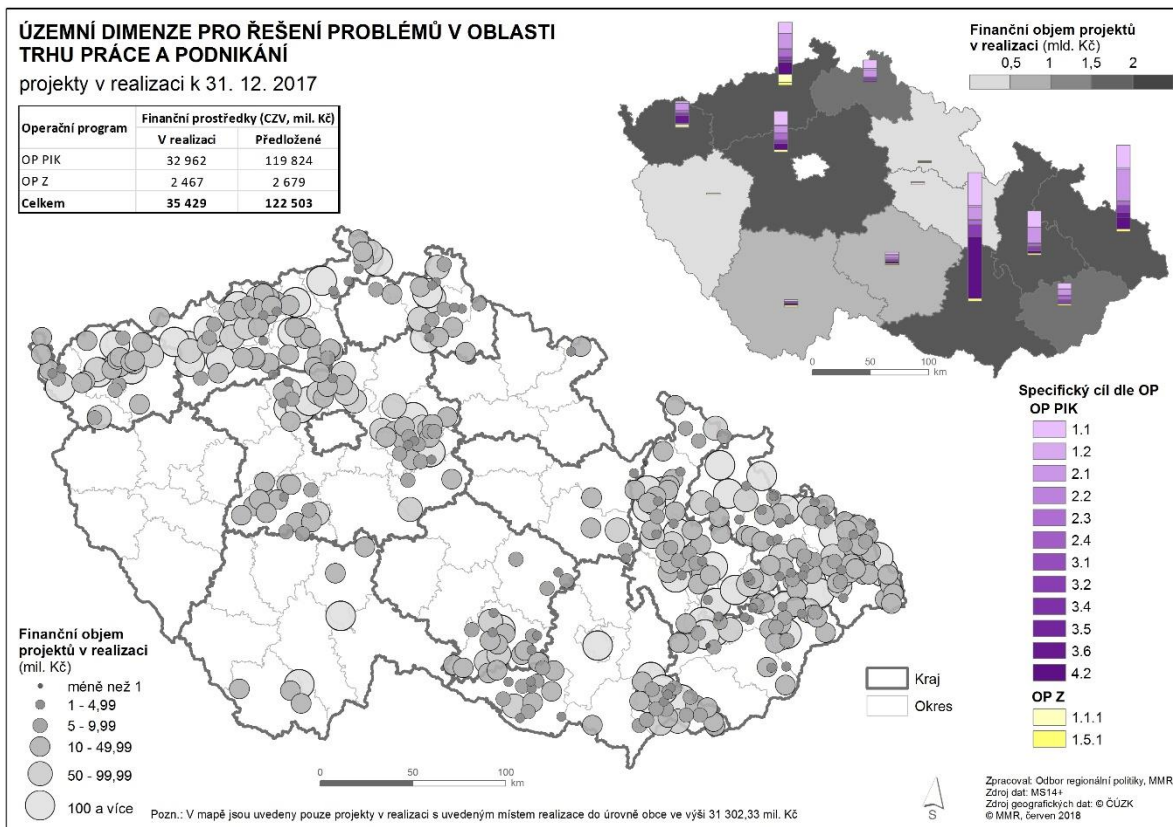 ÚZEMNÍ DIMENZE PRO ŘEŠENÍ PROBLÉMŮ V OBLASTI
TRHU PRÁCE A PODNIKÁNÍ
projekty v realizaci k 31. 12. 2017
Operační program
Finanční prostředky (CZV, mil. Kč)
V realizaci Předložené
OP PIK 32 962 119 824
OP Z 2 467 2 679
Celkem 35 429 122 503
Finanční objem projektů
v realizaci (mld. Kč)
0,5 1 1,5 2
0 50 100
km
Specifický cíl dle OP
OP PIK
1.1
1.2
2.1
2.2
2.3
2.4
3.1
3.2
3.4
3.5
3.6
4.2
OP Z
1.1.1
1.5.1
Finanční objem
projektů v realizaci
(mil. Kč)
méně než 1
1 - 4,99
5 - 9,99
10 - 49,99
50 - 99,99
100 a více
Kraj
Okres
0 50 100
km
S
Pozn.: V mapě jsou uvedeny pouze projekty v realizaci s uvedeným místem realizace do úrovně obce ve výši 31 302,33 mil. Kč
Zpracoval: Odbor regionální politiky, MMR
Zdroj dat: MS14+
Zdroj geografických dat: © ČÚZK
© MMR, červen 2018